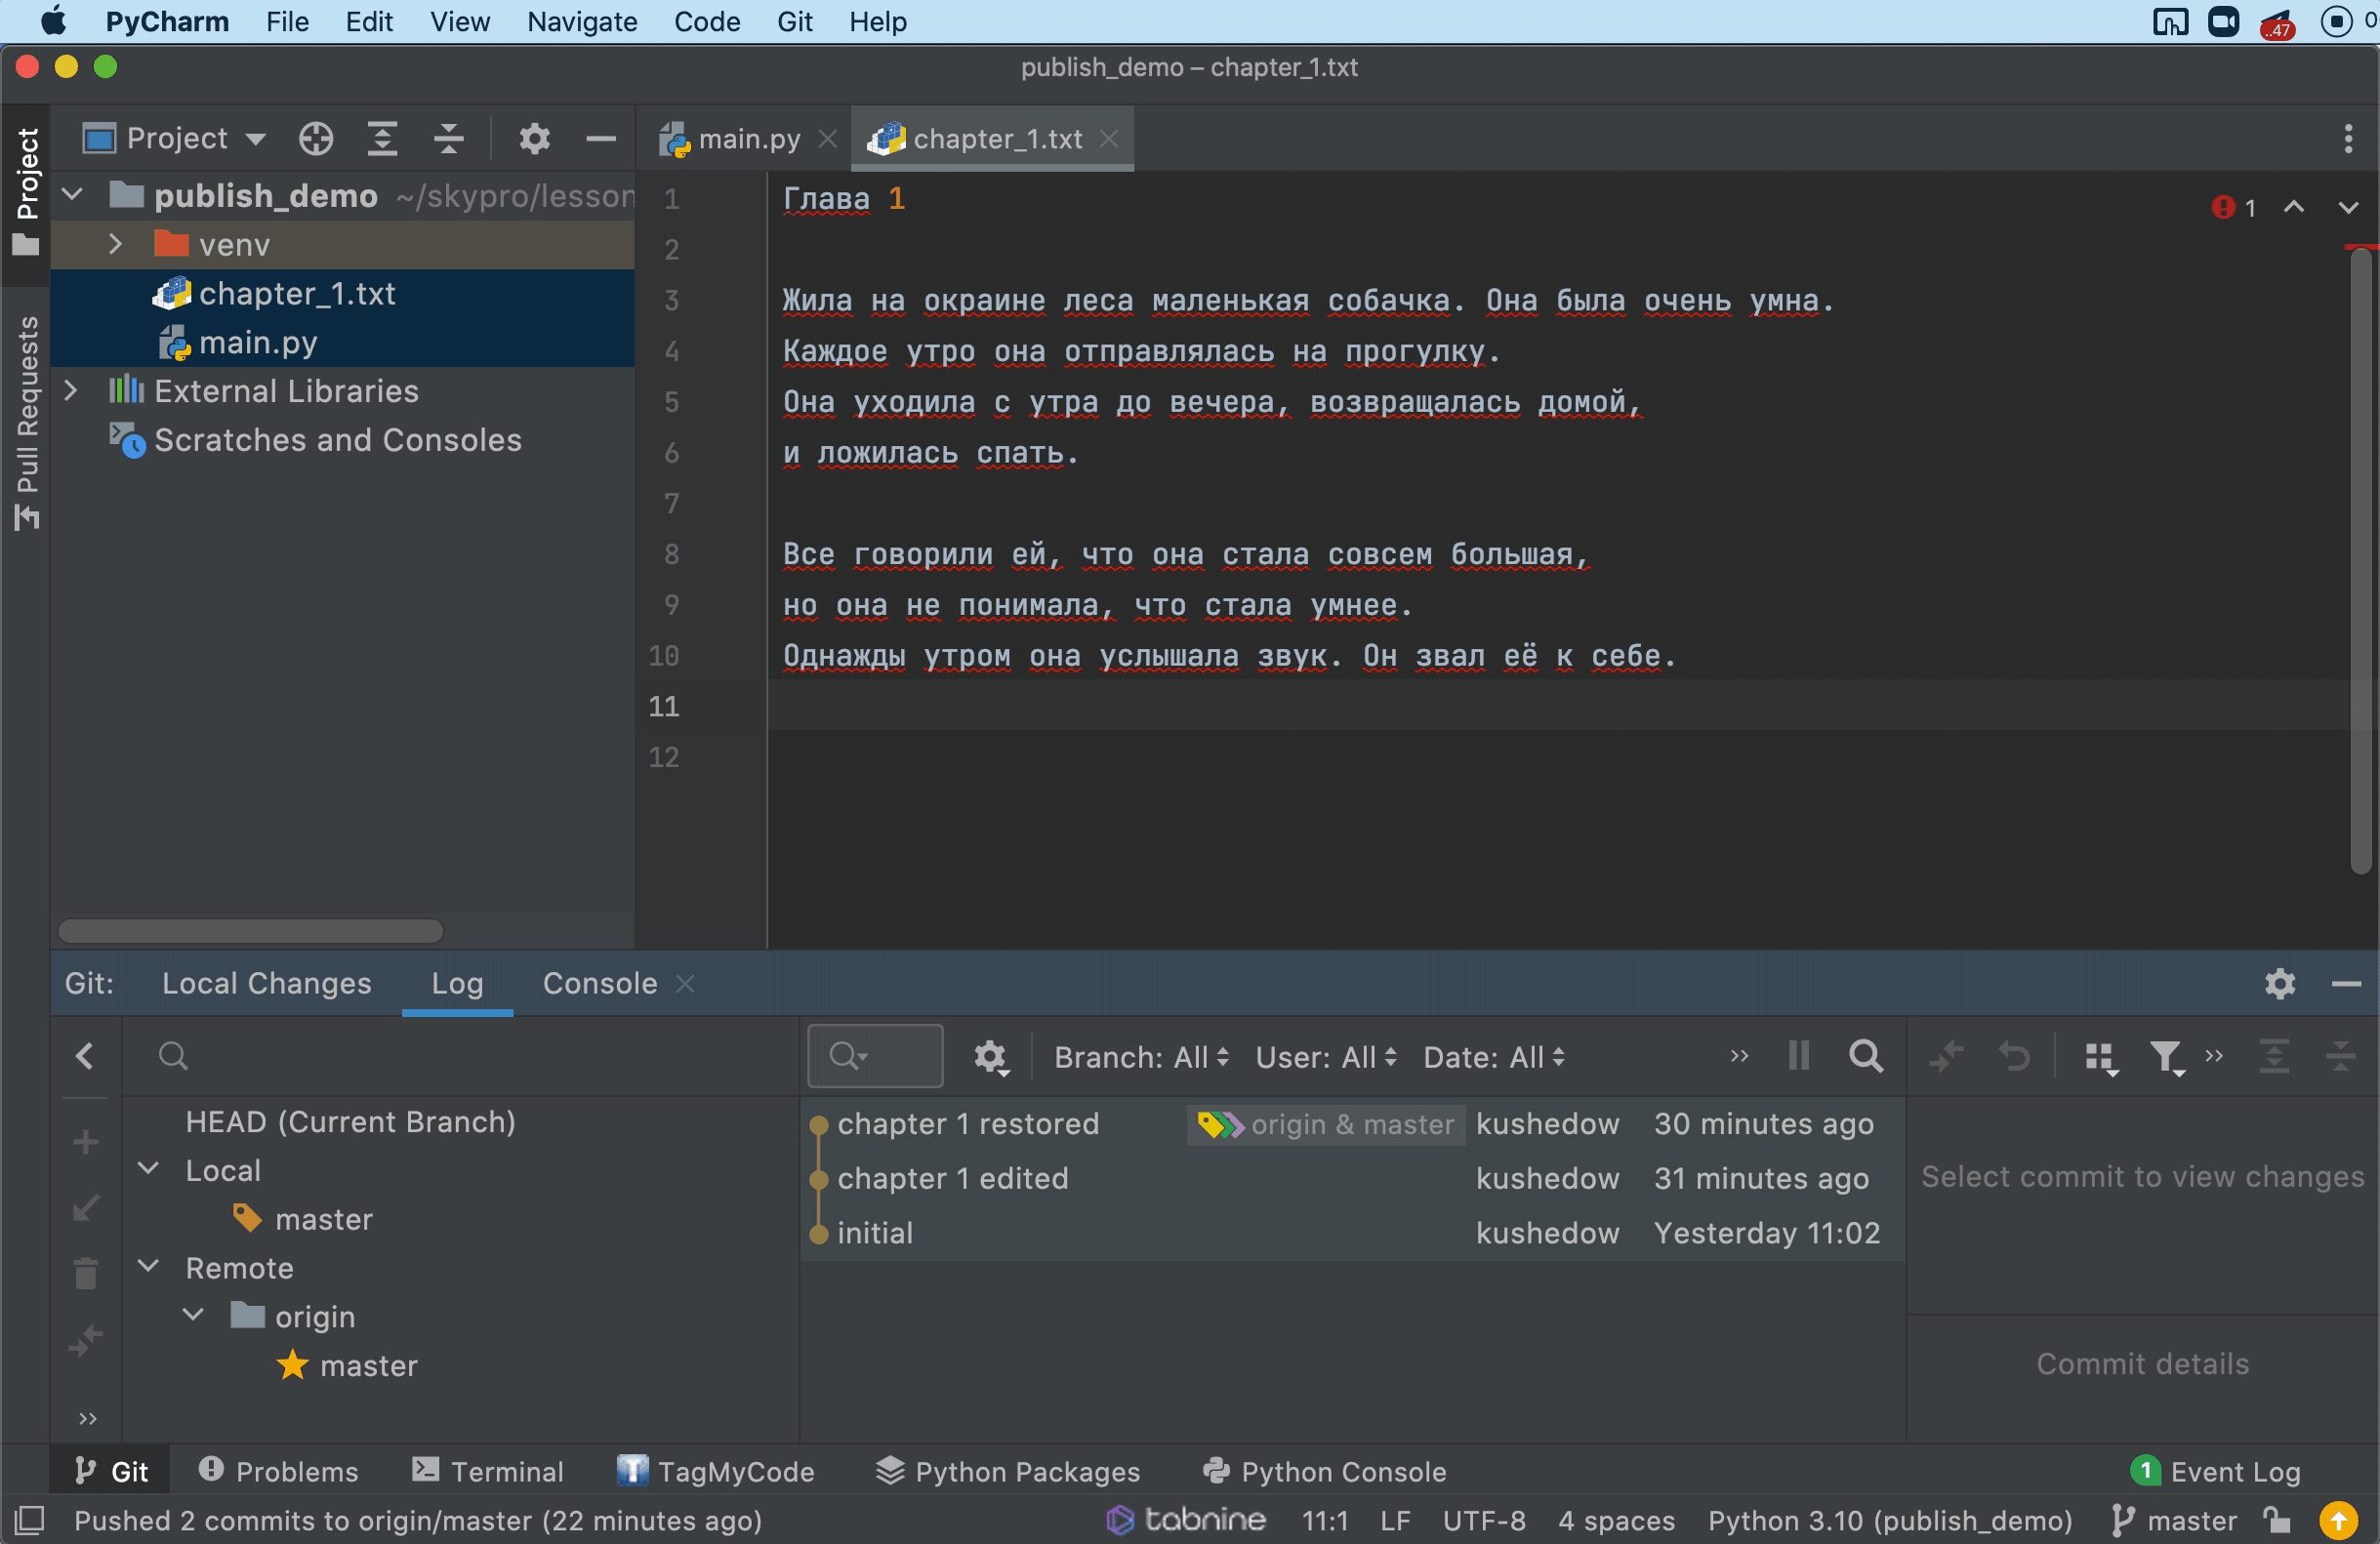 PyCharm File Edit View Navigate Code Git Help
..47
publish_demo – chapter_1.txt
Project
Pull Requests
Project
publish_demo ~/skypro/lesson
venv
chapter_1.txt
main.py
External Libraries
Scratches and Consoles
main.py chapter_1.txt
1 Глава 1
1
2
3 Жила на окраине леса маленькая собачка. Она была очень умна.
4 Каждое утро она отправлялась на прогулку.
5 Она уходила с утра до вечера, возвращалась домой,
6 и ложилась спать.
7
8 Все говорили ей, что она стала совсем большая,
9 но она не понимала, что стала умнее.
10 Однажды утром она услышала звук. Он звал её к себе.
11
12
Git: Local Changes Log Console
HEAD (Current Branch)
Local
master
Remote
origin
master
Branch: All User: All Date: All
chapter 1 restored origin & master kushedow 30 minutes ago
chapter 1 edited kushedow 31 minutes ago
initial kushedow Yesterday 11:02
Select commit to view changes
Commit details
Git Problems Terminal TagMyCode Python Packages Python Console 1 Event Log
Pushed 2 commits to origin/master (22 minutes ago) tabnine 11:1 LF UTF-8 4 spaces Python 3.10 (publish_demo) master